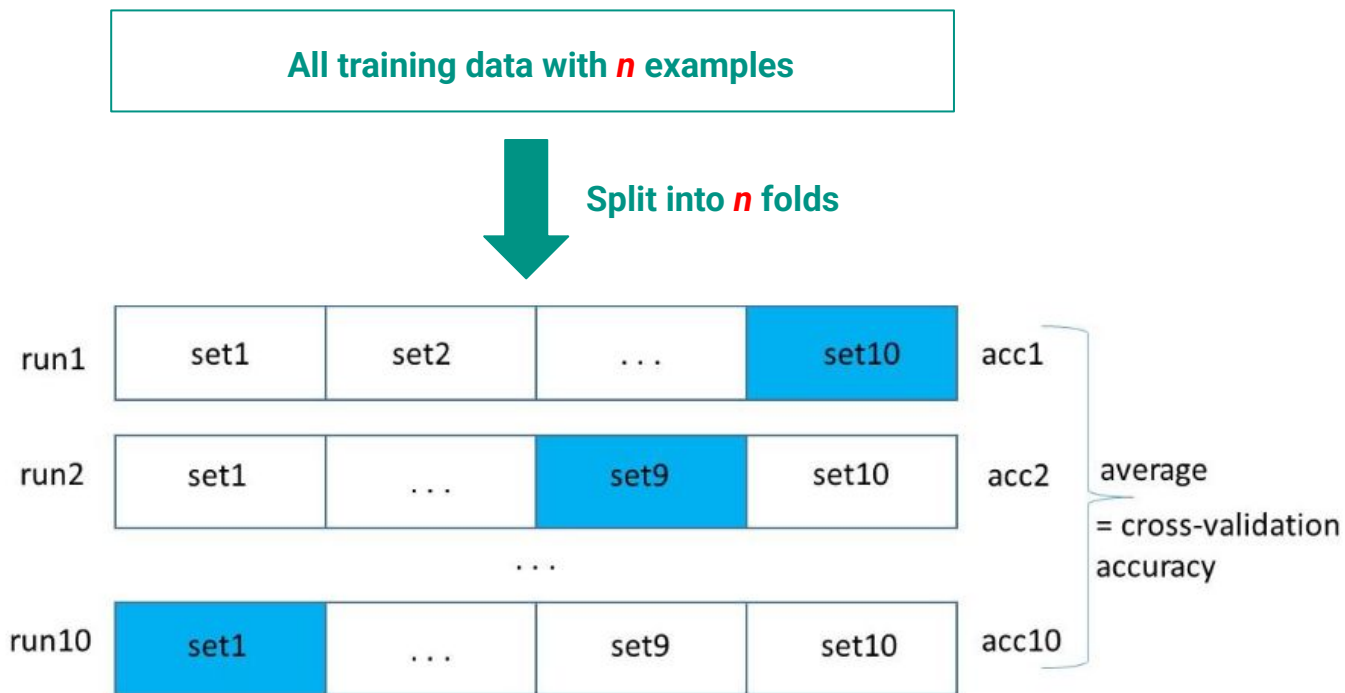 All training data with n examples
Split into n folds
run1 set1 set2 ... set10 acc1
run2 set1 ... set9 set10 acc2
average
= cross-validation
accuracy
...
run10 set1 ... set9 set10 acc10